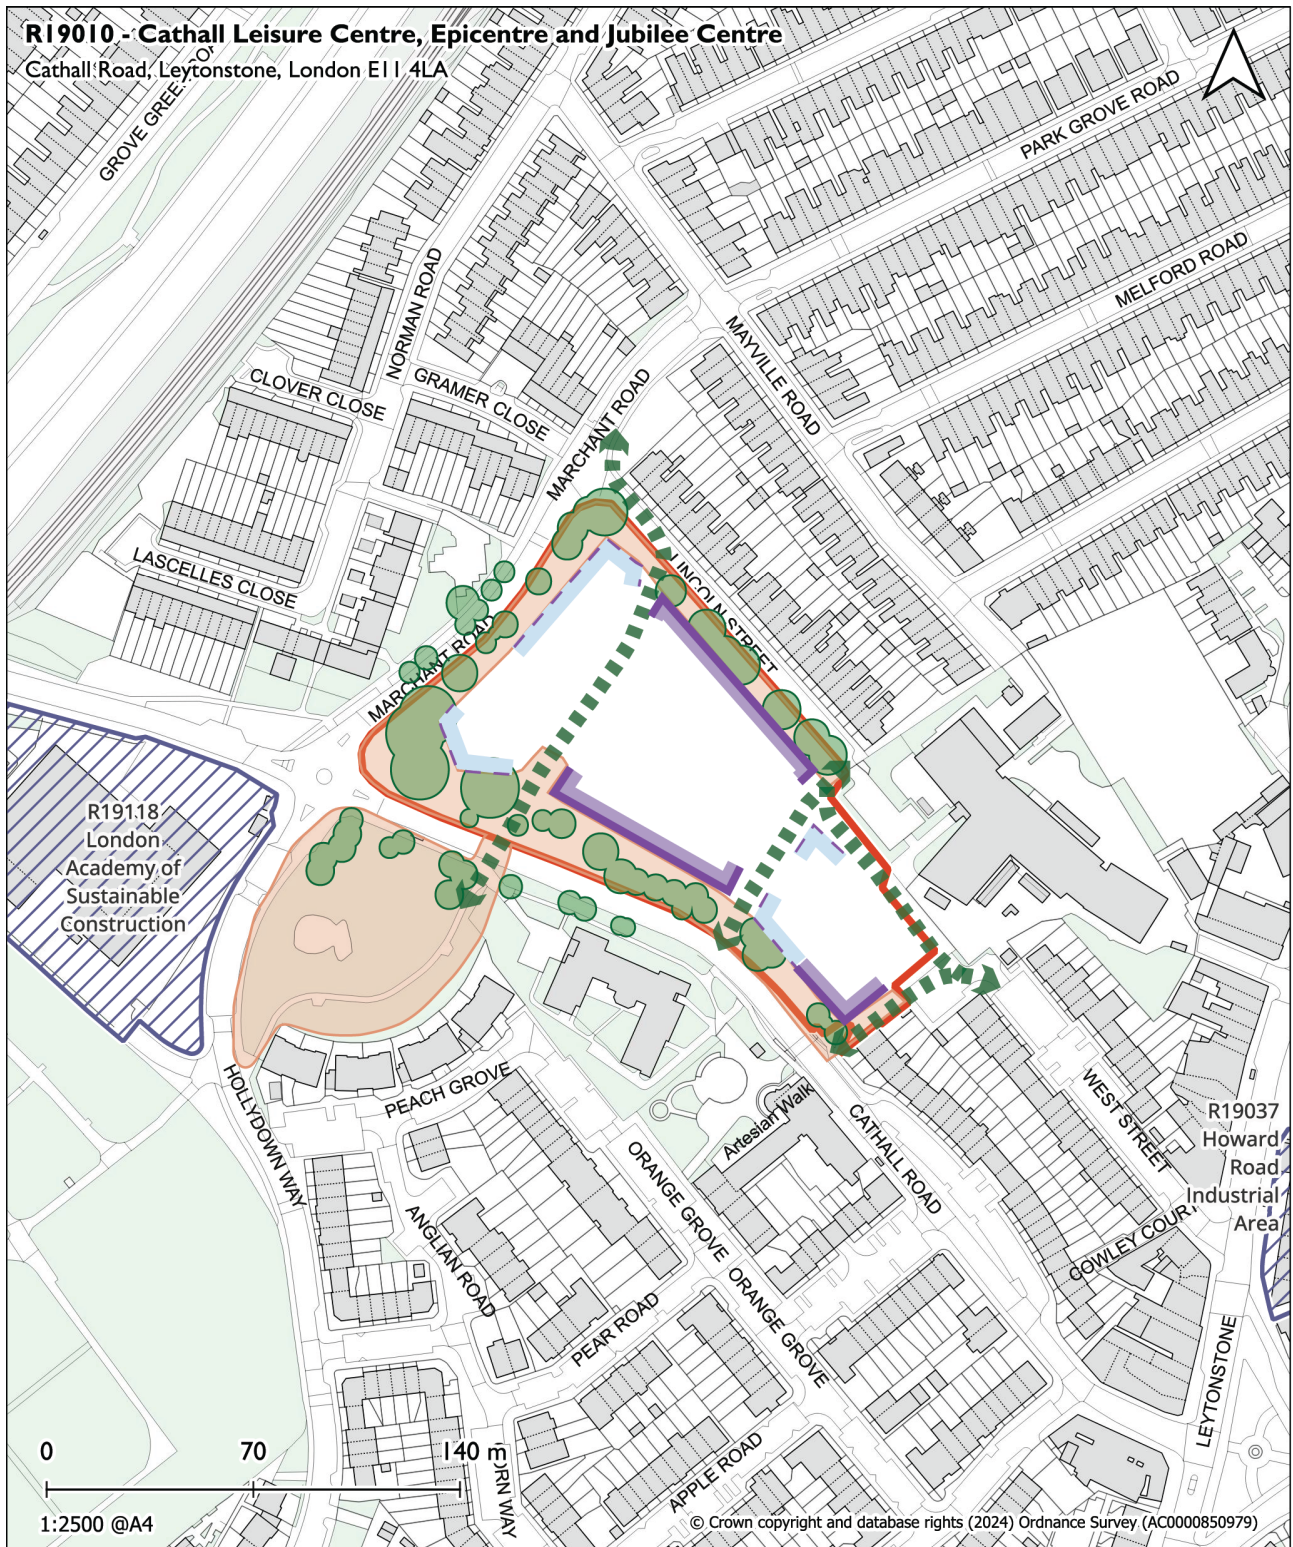 R19010 - Cathall Leisure Centre, Epicentre and Jubilee Centre
Cathall Road, Leytonstone, London E11 4LA
PARK GROVE ROAD
MELFORD ROAD
NORMAN ROAD
MAYVILLE ROAD
CLOVER CLOSE
GRAMER CLOSE
MARCHANT ROAD
LASCELLES CLOSE
LINCOLN STREET
MARCHANT ROAD
R19118
London
Academy of
Sustainable
Construction
HOLLYDOWN WAY
PEACH GROVE
Artesian Walk
CATHALL ROAD
WEST STREET
R19037
Howard
Road
Industrial
Area
ORANGE GROVE
ANGLIAN ROAD
COWLEY COURT
ORANGE GROVE
PEAR ROAD
LEYTONSTONE
APPLE ROAD
0 70 140 m
1:2500 @A4
© Crown copyright and database rights (2024) Ordnance Survey (AC0000850979)